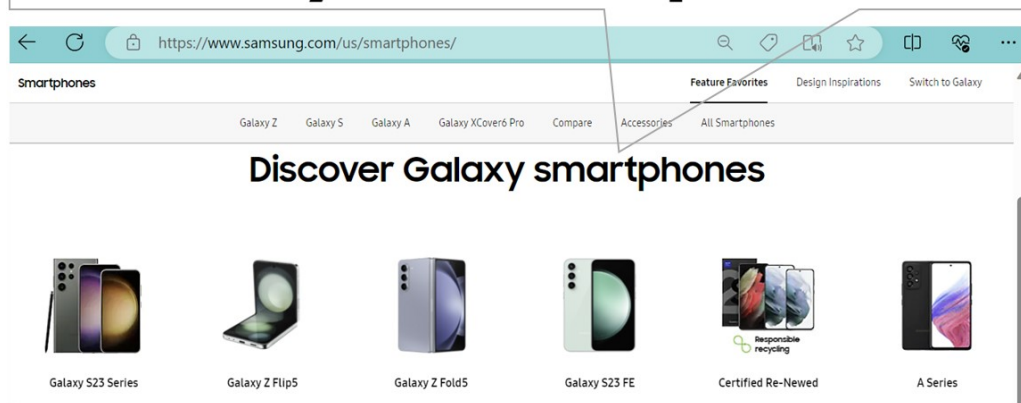 https://www.samsung.com/us/smartphones/
Smartphones
Feature Favorites Design Inspirations Switch to Galaxy
Galaxy Z Galaxy S Galaxy A Galaxy XCover6 Pro Compare Accessories All Smartphones
Discover Galaxy smartphones
Responsible
recycling
Galaxy S23 Series Galaxy Z Flip5 Galaxy Z Fold5 Galaxy S23 FE Certified Re-Newed A Series